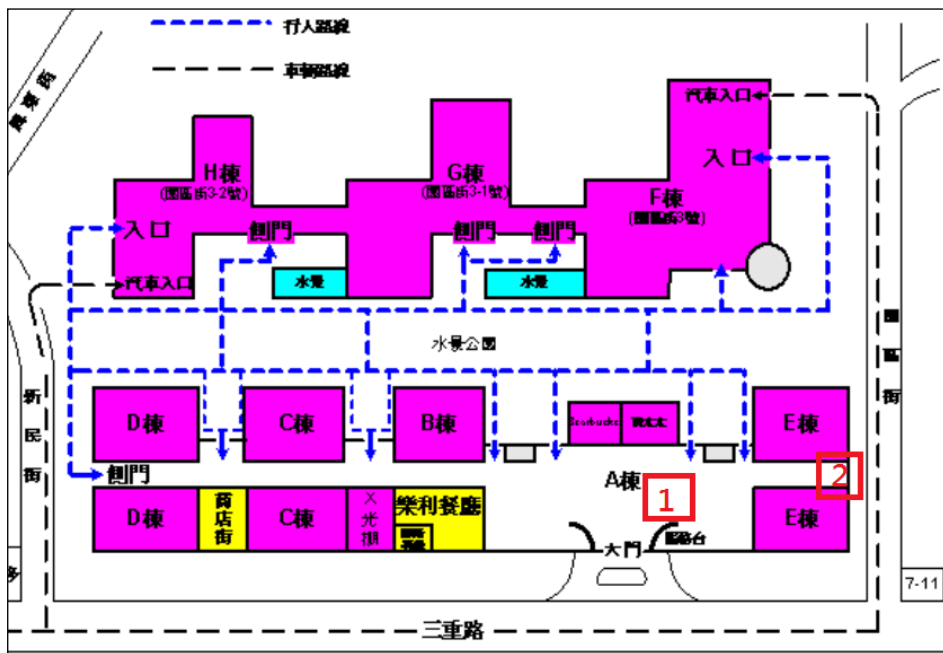 行人路線
車輛路線
興東街
汽車入口
入口
H棟
(園區街3-2號)
G棟
(園區街3-1號)
F棟
(園區街3號)
入口
側門
側門
側門
汽車入口
水景
水景
水景公園
園區街
新民街
D棟
C棟
B棟
Starbucks
E棟
側門
A棟
1
2
D棟
商店街
C棟
X光棚
樂利餐廳
E棟
服務台
大門
7-11
三重路